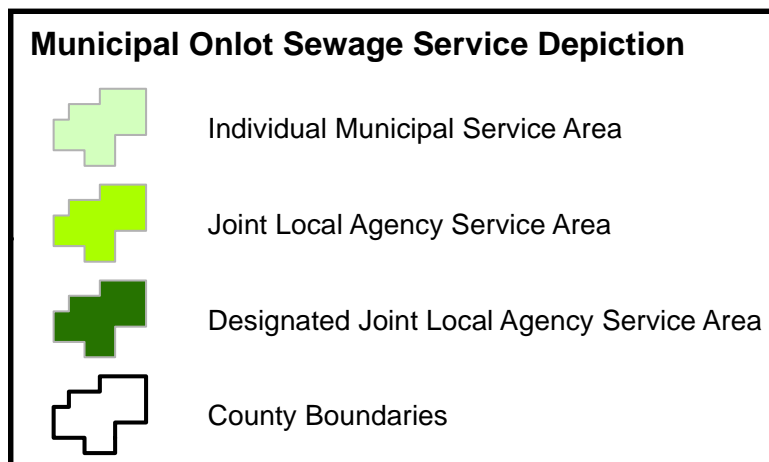 Municipal Onlot Sewage Service Depiction
Individual Municipal Service Area
Joint Local Agency Service Area
Designated Joint Local Agency Service Area
County Boundaries